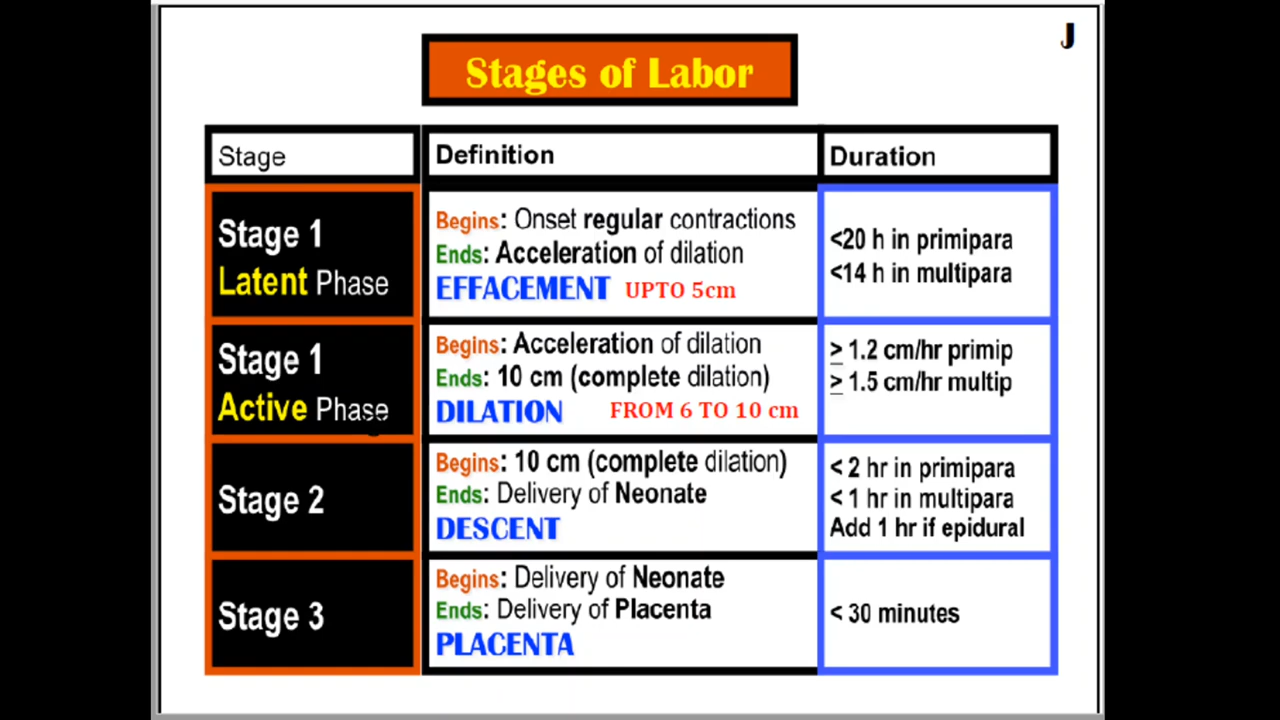 J
Stages of Labor
Stage
Definition
Duration
Stage 1
Latent Phase
Begins: Onset regular contractions
Ends: Acceleration of dilation
EFFACEMENT UPTO 5cm
<20 h in primipara
<14 h in multipara
Stage 1
Active Phase
Begins: Acceleration of dilation
Ends: 10 cm (complete dilation)
DILATION FROM 6 TO 10 cm
≥ 1.2 cm/hr primip
≥ 1.5 cm/hr multip
Stage 2
Begins: 10 cm (complete dilation)
Ends: Delivery of Neonate
DESCENT
< 2 hr in primipara
< 1 hr in multipara
Add 1 hr if epidural
Stage 3
Begins: Delivery of Neonate
Ends: Delivery of Placenta
PLACENTA
< 30 minutes